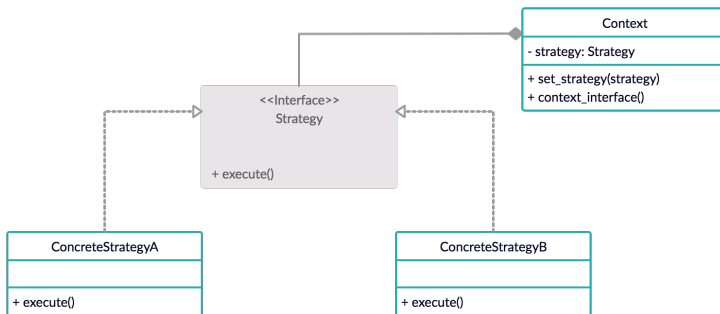 Context
- strategy: Strategy
+ set_strategy(strategy)
+ context_interface()
<<Interface>>
Strategy
+ execute()
ConcreteStrategyA
+ execute()
ConcreteStrategyB
+ execute()